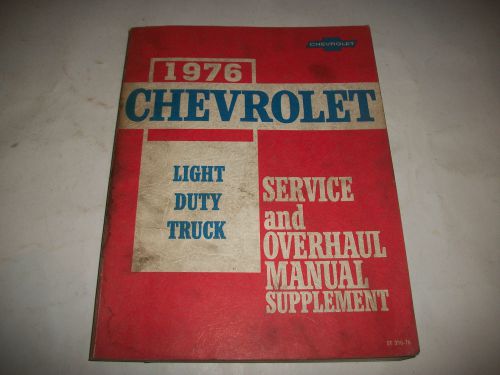 CHEVROLET
1976
CHEVROLET
LIGHT
DUTY
TRUCK
SERVICE
and
OVERHAUL
MANUAL
SUPPLEMENT